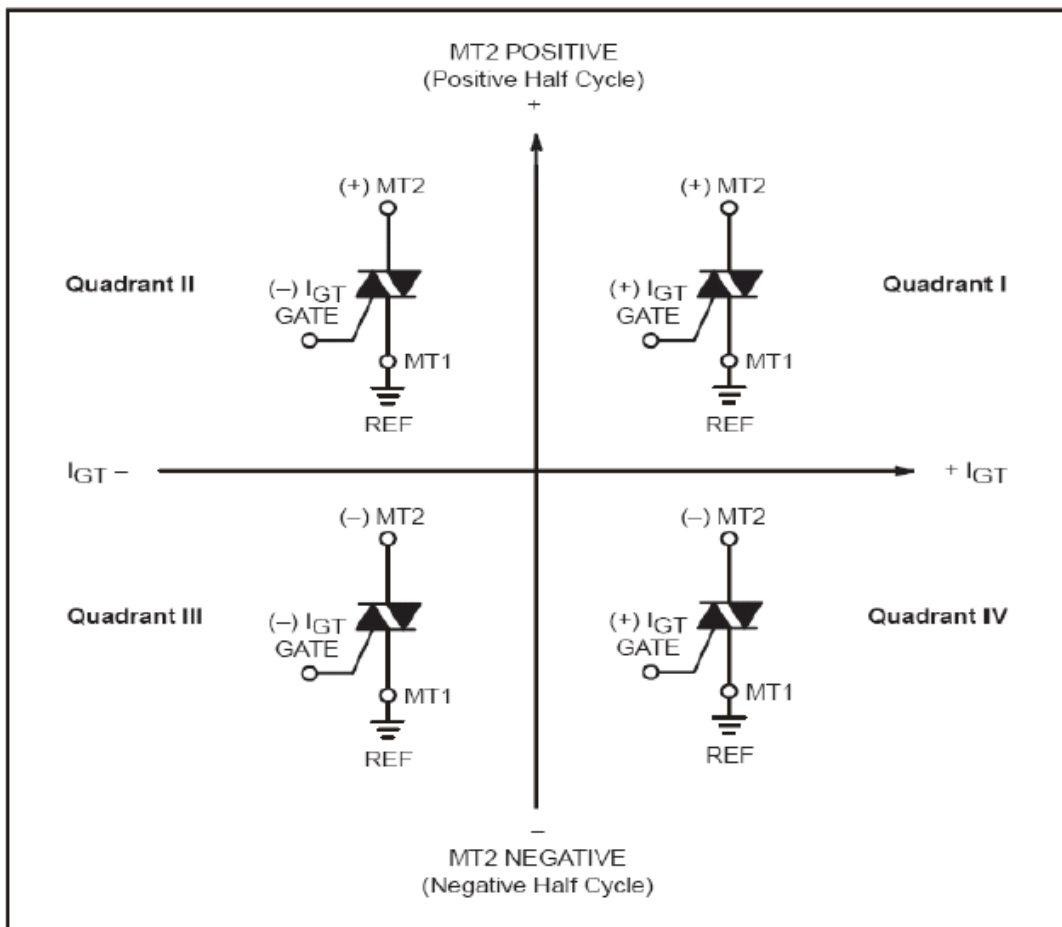 MT2 POSITIVE
(Positive Half Cycle)
+
(+) MT2
(+) MT2
Quadrant II
(–) IGT
GATE
(+) IGT
GATE
Quadrant I
MT1
MT1
REF
REF
IGT –
+ IGT
(–) MT2
(–) MT2
Quadrant III
(–) IGT
GATE
(+) IGT
GATE
Quadrant IV
MT1
MT1
REF
REF
–
MT2 NEGATIVE
(Negative Half Cycle)